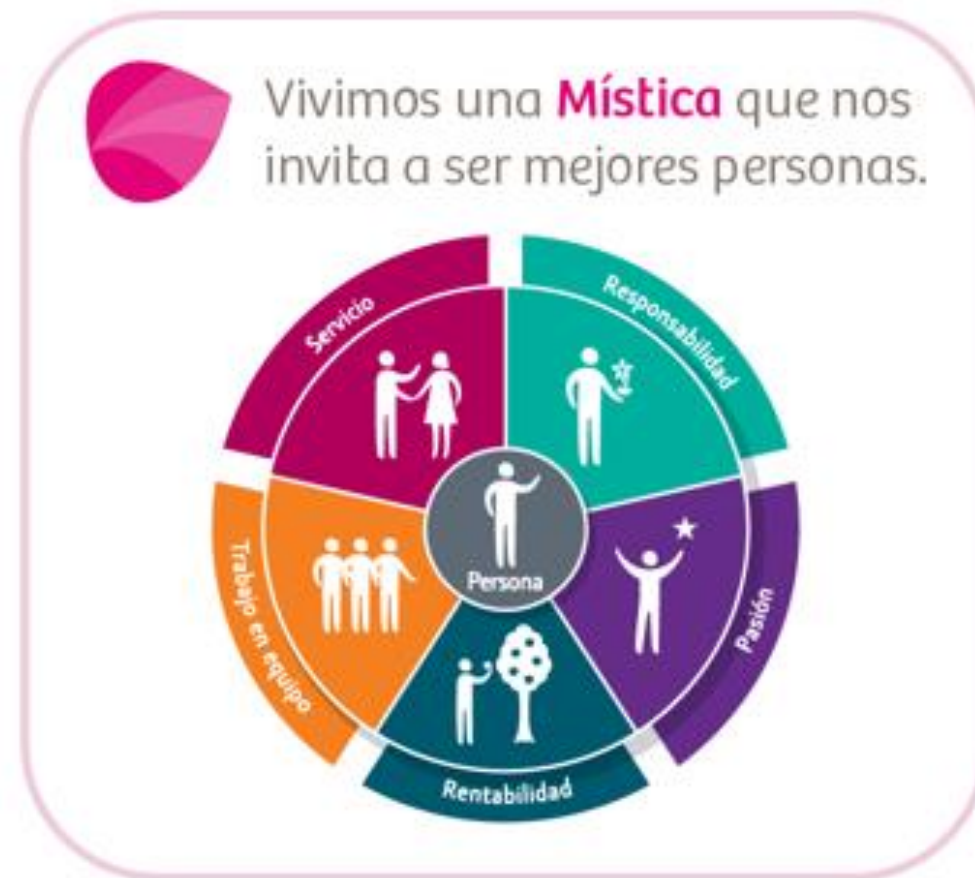 Vivimos una Mística que nos
invita a ser mejores personas.
Servicio
Responsabilidad
Persona
Trabajo en equipo
Pasión
Rentabilidad